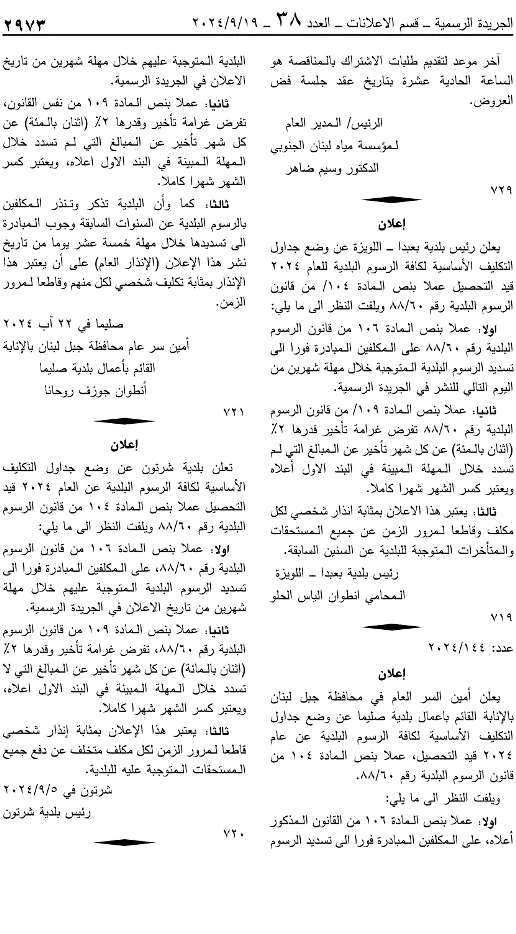 الجريدة الرسمية ــ قسم الاعلانات ــ العدد ٣٨ ــ ٢٠٢٤/٩/١٩
٢٩٧٣
آخر موعد لتقديم طلبات الاشتراك بالمناقصة هو
الساعة الحادية عشرة بتاريخ عقد جلسة فض
العروض.
الرئيس/ المدير العام
لمؤسسة مياه لبنان الجنوبي
الدكتور وسيم ضاهر
٧٢٩
إعلان
يعلن رئيس بلدية بعبدا ــ اللويزة عن وضع جداول
التكليف الأساسية لكافة الرسوم البلدية للعام ٢٠٢٤
قيد التحصيل عملا بنص المادة ١٠٤/ من قانون
الرسوم البلدية رقم ٨٨/٦٠ ويلفت النظر الى ما يلي:
اولا: عملا بنص المادة ١٠٦ من قانون الرسوم
البلدية رقم ٨٨/٦٠ على المكلفين المبادرة فورا الى
تسديد الرسوم البلدية المتوجبة خلال مهلة شهرين من
اليوم التالي للنشر في الجريدة الرسمية.
ثانيا: عملا بنص المادة ١٠٩/ من قانون الرسوم
البلدية رقم ٨٨/٦٠ تفرض غرامة تأخير قدرها ٢%
(اثنان بالمئة) عن كل شهر تأخير عن المبالغ التي لم
تسدد خلال المهلة المبينة في البند الاول أعلاه
ويعتبر كسر الشهر شهرا كاملا.
ثالثا: يعتبر هذا الاعلان بمثابة انذار شخصي لكل
مكلف وقاطعا لمرور الزمن عن جميع المستحقات
والمتأخرات المتوجبة للبلدية عن السنين السابقة.
رئيس بلدية بعبدا ــ اللويزة
المحامي انطوان الياس الحلو
٧١٩
عدد: ٢٠٢٤/١٤٤
إعلان
يعلن أمين السر العام في محافظة جبل لبنان
بالإنابة القائم باعمال بلدية صليما عن وضع جداول
التكليف الأساسية لكافة الرسوم البلدية عن عام
٢٠٢٤ قيد التحصيل، عملا بنص المادة ١٠٤ من
قانون الرسوم البلدية رقم ٨٨/٦٠.
ويلفت النظر الى ما يلي:
اولا: عملا بنص المادة ١٠٦ من القانون المذكور
أعلاه، على المكلفين المبادرة فورا الى تسديد الرسوم
البلدية المتوجبة عليهم خلال مهلة شهرين من تاريخ
الاعلان في الجريدة الرسمية.
ثانيا: عملا بنص المادة ١٠٩ من نفس القانون،
تفرض غرامة تأخير وقدرها ٢% (اثنان بالمئة) عن
كل شهر تأخير عن المبالغ التي لم تسدد خلال
المهلة المبينة في البند الاول اعلاه، ويعتبر كسر
الشهر شهرا كاملا.
ثالثا: كما وأن البلدية تذكر وتنذر المكلفين
بالرسوم البلدية عن السنوات السابقة وجوب المبادرة
الى تسديدها خلال مهلة خمسة عشر يوما من تاريخ
نشر هذا الإعلان (الإنذار العام) على أن يعتبر هذا
الإنذار بمثابة تكليف شخصي لكل منهم وقاطعا لمرور
الزمن.
صليما في ٢٢ آب ٢٠٢٤
أمين سر عام محافظة جبل لبنان بالإنابة
القائم بأعمال بلدية صليما
أنطوان جوزف روحانا
٧٢١
إعلان
تعلن بلدية شرتون عن وضع جداول التكليف
الأساسية لكافة الرسوم البلدية عن العام ٢٠٢٤ قيد
التحصيل عملا بنص المادة ١٠٤ من قانون الرسوم
البلدية رقم ٨٨/٦٠ ويلفت النظر الى ما يلي:
اولا: عملا بنص المادة ١٠٦ من قانون الرسوم
البلدية رقم ٨٨/٦٠، على المكلفين المبادرة فورا الى
تسديد الرسوم البلدية المتوجبة عليهم خلال مهلة
شهرين من تاريخ الاعلان في الجريدة الرسمية.
ثانيا: عملا بنص المادة ١٠٩ من قانون الرسوم
البلدية رقم ٨٨/٦٠، تفرض غرامة تأخير وقدرها ٢%
(اثنان بالمائة) عن كل شهر تأخير عن المبالغ التي لا
تسدد خلال المهلة المبينة في البند الاول اعلاه،
ويعتبر كسر الشهر شهرا كاملا.
ثالثا: يعتبر هذا الإعلان بمثابة إنذار شخصي
قاطعا لمرور الزمن لكل مكلف متخلف عن دفع جميع
المستحقات المتوجبة عليه للبلدية.
شرتون في ٢٠٢٤/٩/٥
رئيس بلدية شرتون
٧٢٠